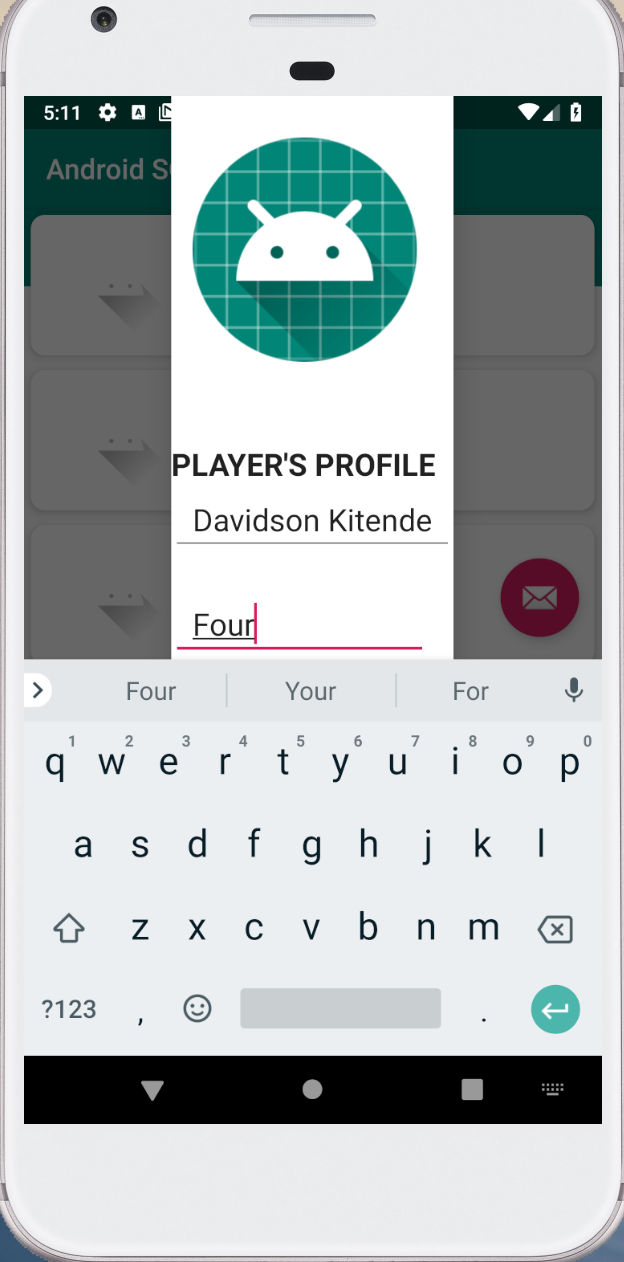 5:11
A
Android S
PLAYER'S PROFILE
Davidson Kitende
Four
Four Your For
1 2 3 4 5 6 7 8 9 0
q w e r t y u i o p
a s d f g h j k l
z x c v b n m
?123 , .